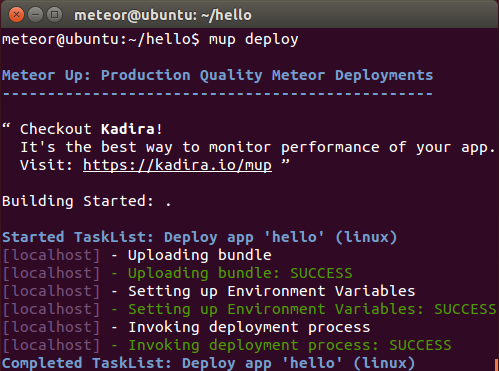 meteor@ubuntu: ~/hello
meteor@ubuntu:~/hello$ mup deploy
Meteor Up: Production Quality Meteor Deployments
------------------------------------------------
“ Checkout Kadira!
It's the best way to monitor performance of your app.
Visit: https://kadira.io/mup ”
Building Started: .
Started TaskList: Deploy app 'hello' (linux)
[localhost] - Uploading bundle
[localhost] - Uploading bundle: SUCCESS
[localhost] - Setting up Environment Variables
[localhost] - Setting up Environment Variables: SUCCESS
[localhost] - Invoking deployment process
[localhost] - Invoking deployment process: SUCCESS
Completed TaskList: Deploy app 'hello' (linux)